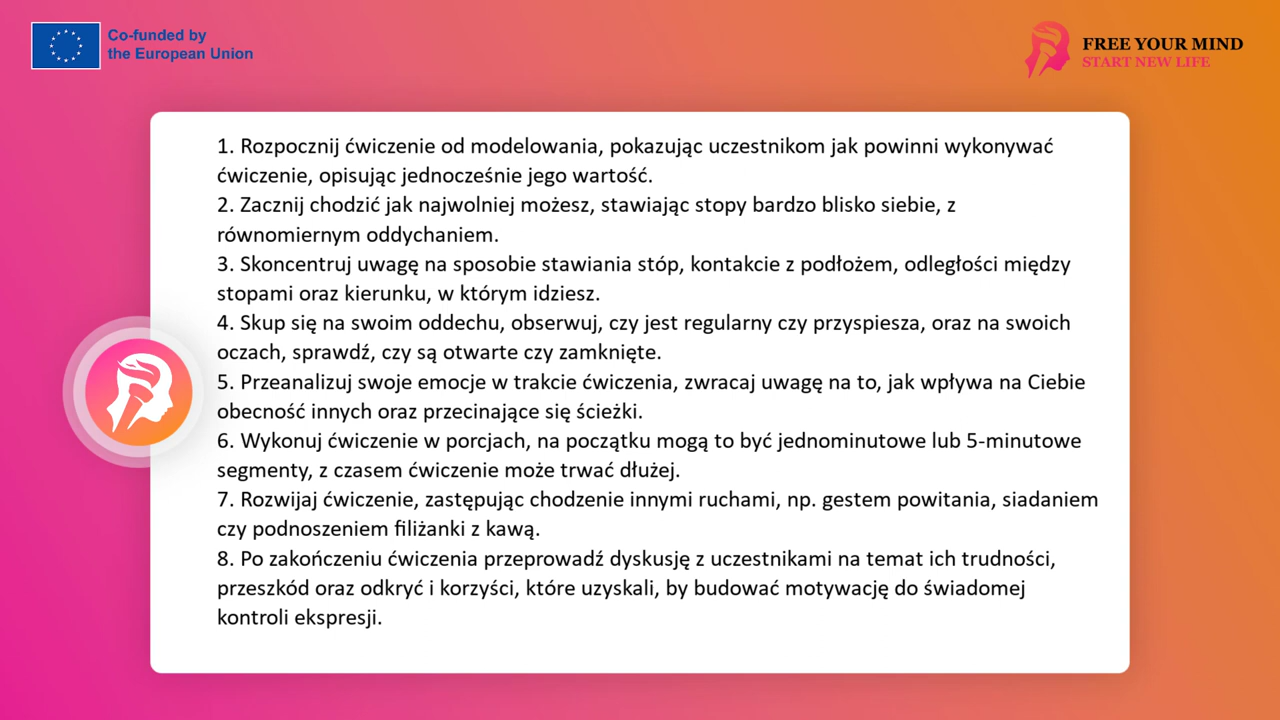 Co-funded by
the European Union
FREE YOUR MIND
START NEW LIFE
1. Rozpocznij ćwiczenie od modelowania, pokazując uczestnikom jak powinni wykonywać
ćwiczenie, opisując jednocześnie jego wartość.
2. Zacznij chodzić jak najwolniej możesz, stawiając stopy bardzo blisko siebie, z
równomiernym oddychaniem.
3. Skoncentruj uwagę na sposobie stawiania stóp, kontakcie z podłożem, odległości między
stopami oraz kierunku, w którym idziesz.
4. Skup się na swoim oddechu, obserwuj, czy jest regularny czy przyspiesza, oraz na swoich
oczach, sprawdź, czy są otwarte czy zamknięte.
5. Przeanalizuj swoje emocje w trakcie ćwiczenia, zwracaj uwagę na to, jak wpływa na Ciebie
obecność innych oraz przecinające się ścieżki.
6. Wykonuj ćwiczenie w porcjach, na początku mogą to być jednominutowe lub 5-minutowe
segmenty, z czasem ćwiczenie może trwać dłużej.
7. Rozwijaj ćwiczenie, zastępując chodzenie innymi ruchami, np. gestem powitania, siadaniem
czy podnoszeniem filiżanki z kawą.
8. Po zakończeniu ćwiczenia przeprowadź dyskusję z uczestnikami na temat ich trudności,
przeszkód oraz odkryć i korzyści, które uzyskali, by budować motywację do świadomej
kontroli ekspresji.